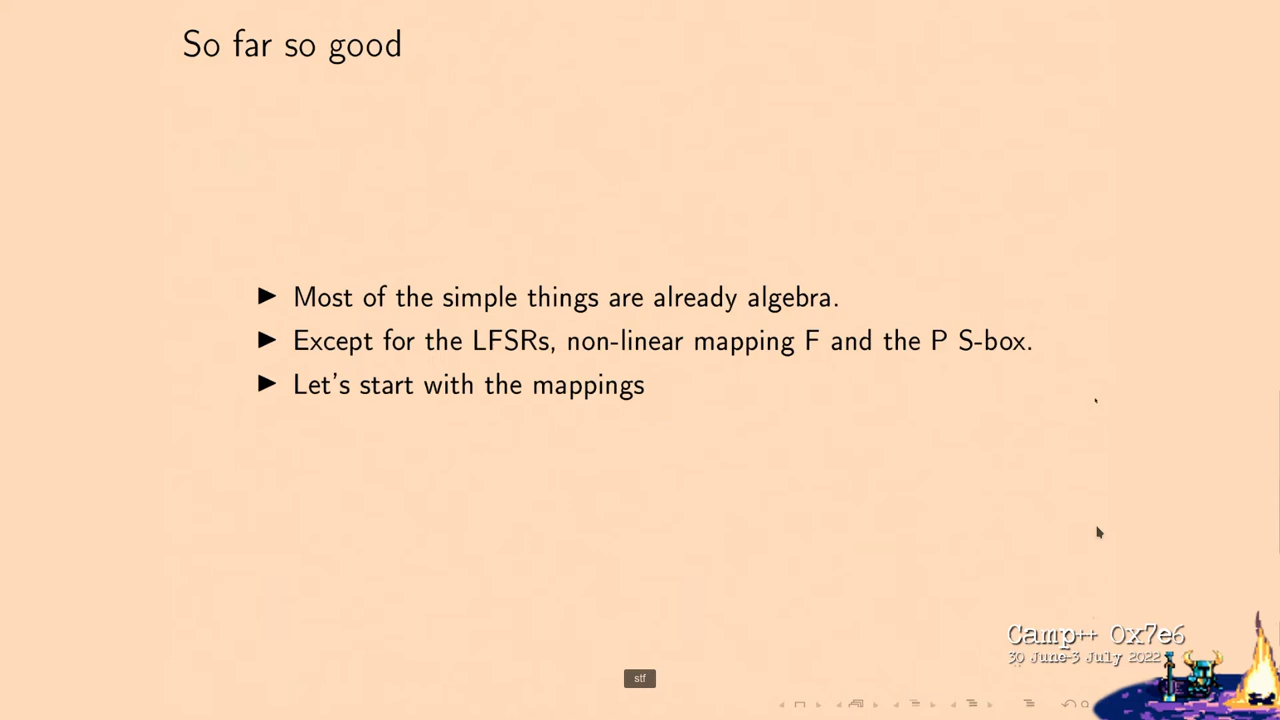 So far so good
Most of the simple things are already algebra.
Except for the LFSRs, non-linear mapping F and the P S-box.
Let's start with the mappings
Camp++ 0x7e6
30 June-3 July 2022
stf